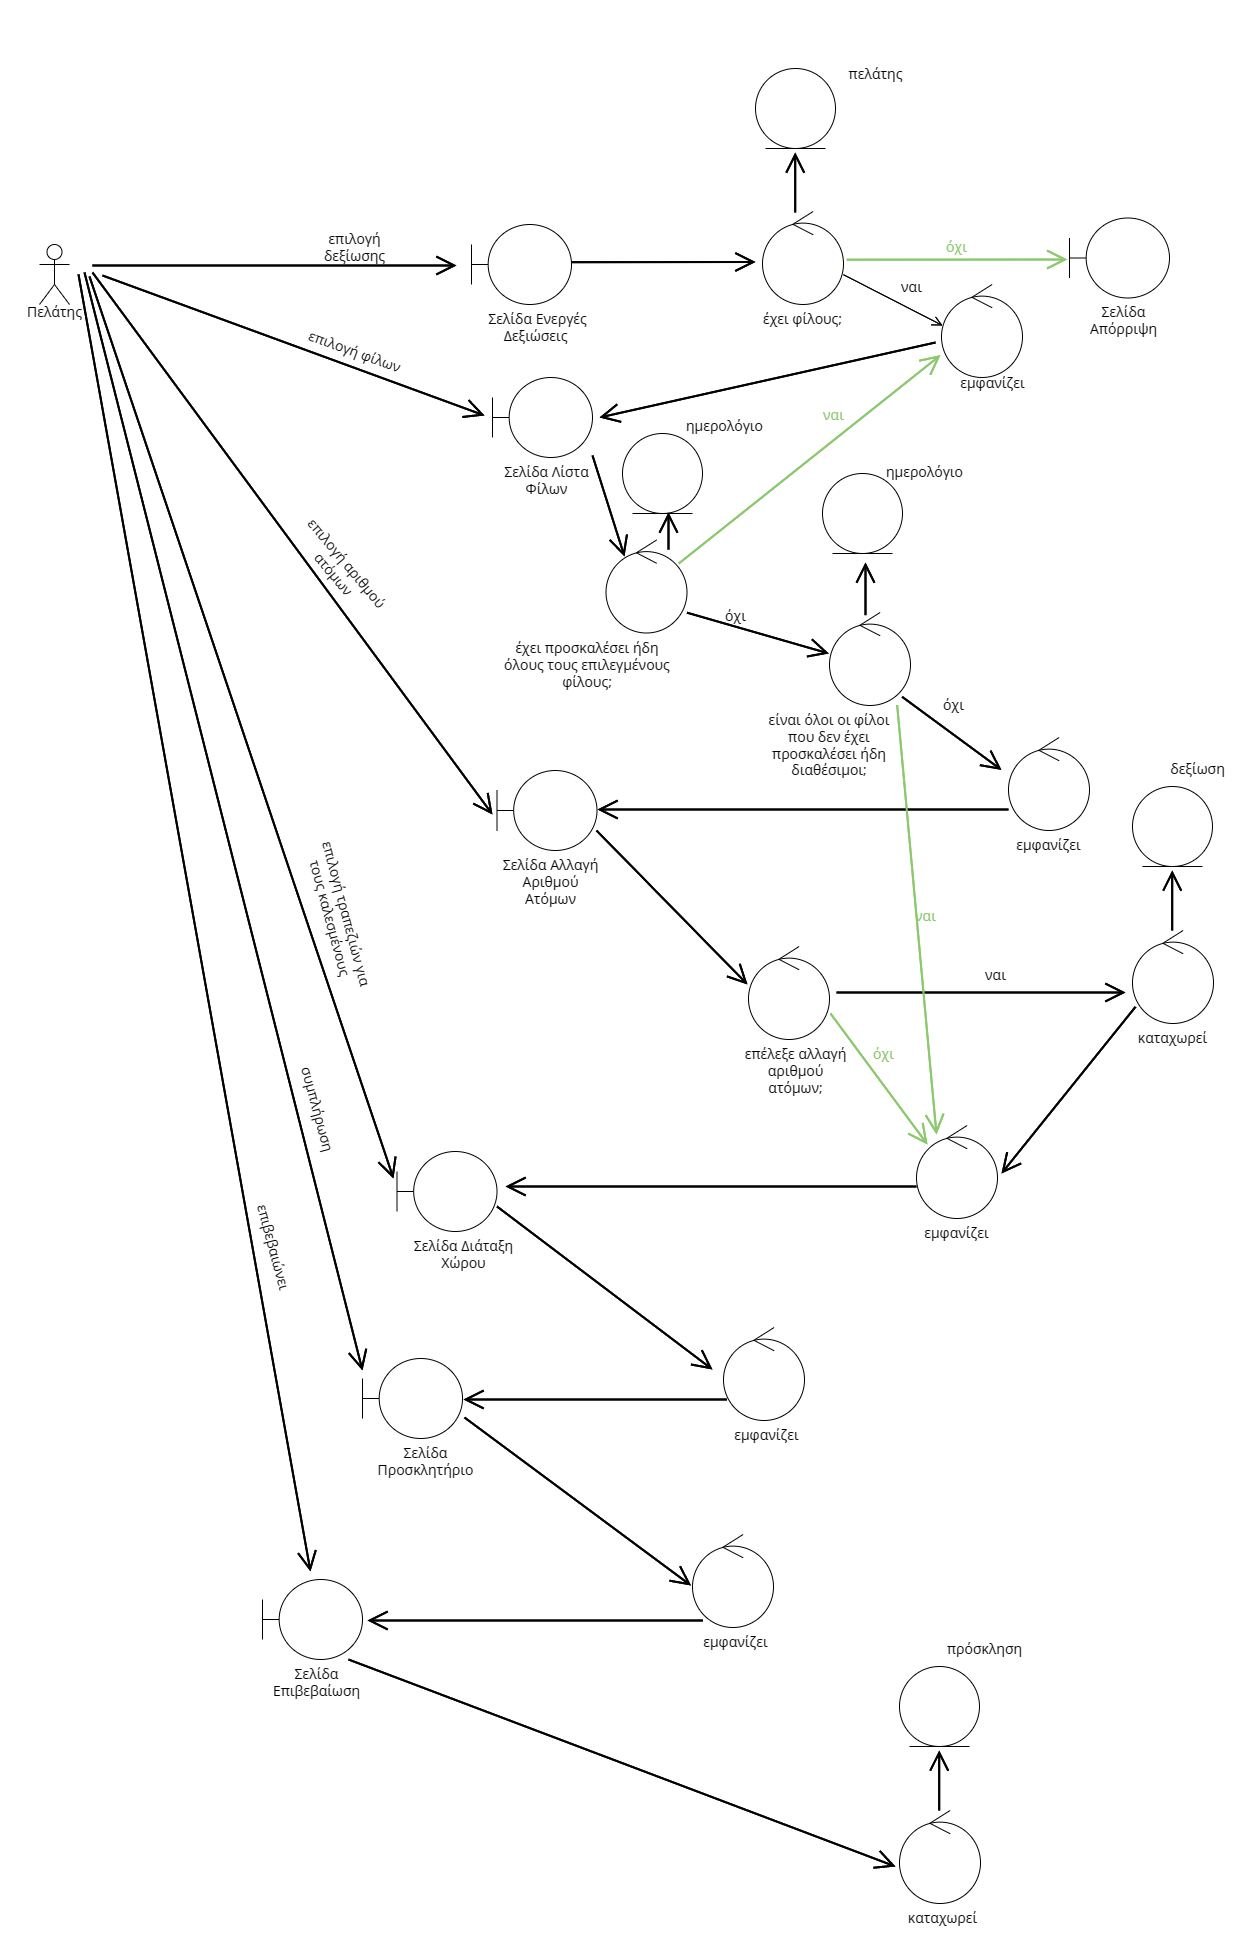 πελάτης
επιλογή
δεξίωσης
όχι
ναι
Πελάτης
Σελίδα Ενεργές
Δεξιώσεις
έχει φίλους;
Σελίδα
Απόρριψη
επιλογή φίλων
εμφανίζει
ναι
ημερολόγιο
Σελίδα Λίστα
Φίλων
ημερολόγιο
επιλογή αριθμού
ατόμων
όχι
έχει προσκαλέσει ήδη
όλους τους επιλεγμένους
φίλους;
είναι όλοι οι φίλοι
που δεν έχει
προσκαλέσει ήδη
διαθέσιμοι;
όχι
δεξίωση
εμφανίζει
Σελίδα Αλλαγή
Αριθμού
Ατόμων
επιλογή τραπεζιών για
τους καλεσμένους
ναι
ναι
καταχωρεί
επέλεξε αλλαγή
αριθμού
ατόμων;
όχι
συμπλήρωση
εμφανίζει
Σελίδα Διάταξη
Χώρου
επιβεβαιώνει
εμφανίζει
Σελίδα
Προσκλητήριο
εμφανίζει
Σελίδα
Επιβεβαίωση
πρόσκληση
καταχωρεί